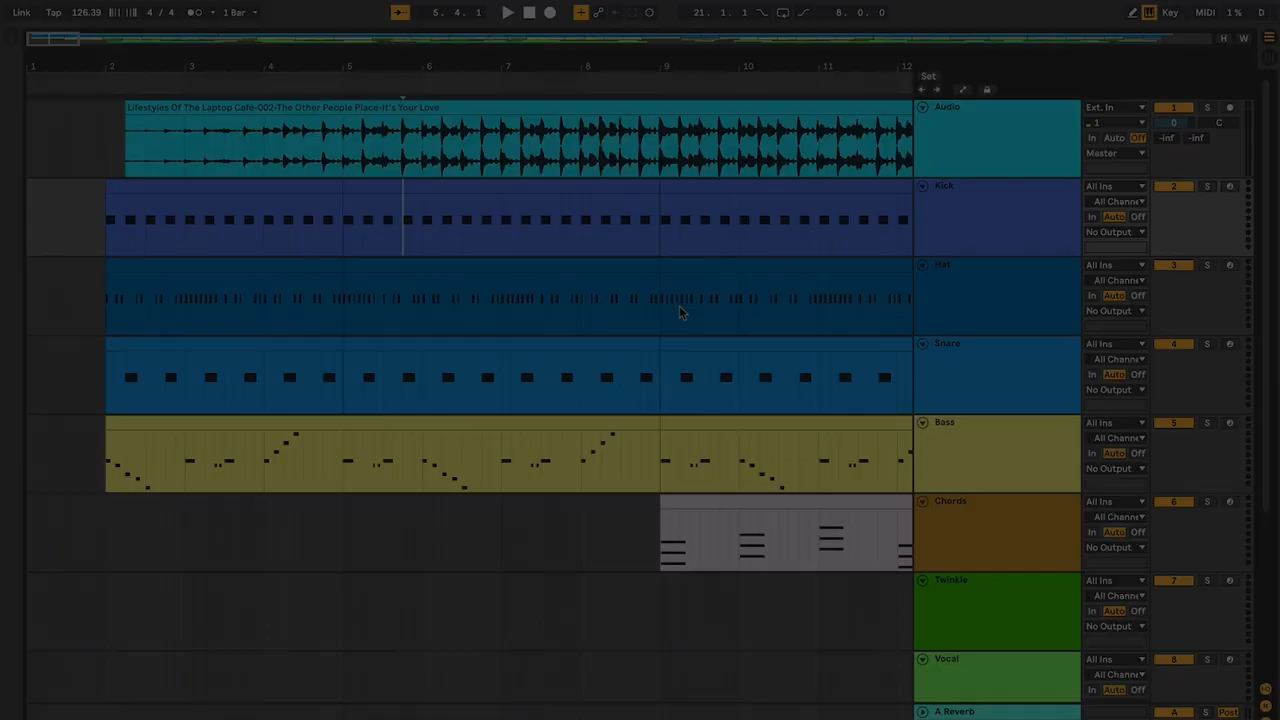 Link Tap 126.39 4 / 4 1 Bar 5. 4. 1 21. 1. 1 8. 0. 0 Key MIDI 1 % D
H W
1 2 3 4 5 6 7 8 9 10 11 12
Set
Lifestyles Of The Laptop Café-002-The Other People Place-It's Your Love
Audio
Ext. In 1 S
1 0 C
In Auto Off -inf -inf
Master
Kick
All Ins 2 S
All Channe
In Auto Off
No Output
Hat
All Ins 3 S
All Channe
In Auto Off
No Output
Snare
All Ins 4 S
All Channe
In Auto Off
No Output
Bass
All Ins 5 S
All Channe
In Auto Off
No Output
Chords
All Ins 6 S
All Channe
In Auto Off
No Output
Twinkle
All Ins 7 S
All Channe
In Auto Off
No Output
Vocal
All Ins 8 S
All Channe
In Auto Off
A Reverb A S Post